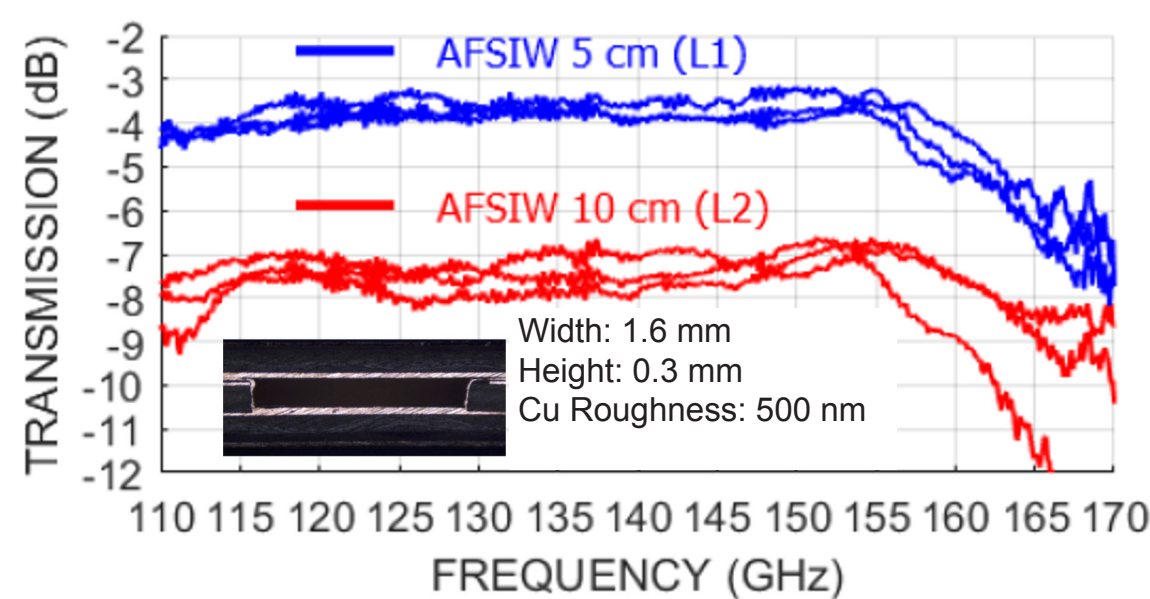 TRANSMISSION (dB)
-2
-3
-4
-5
-6
-7
-8
-9
-10
-11
-12
AFSIW 5 cm (L1)
AFSIW 10 cm (L2)
Width: 1.6 mm
Height: 0.3 mm
Cu Roughness: 500 nm
110 115 120 125 130 135 140 145 150 155 160 165 170
FREQUENCY (GHz)